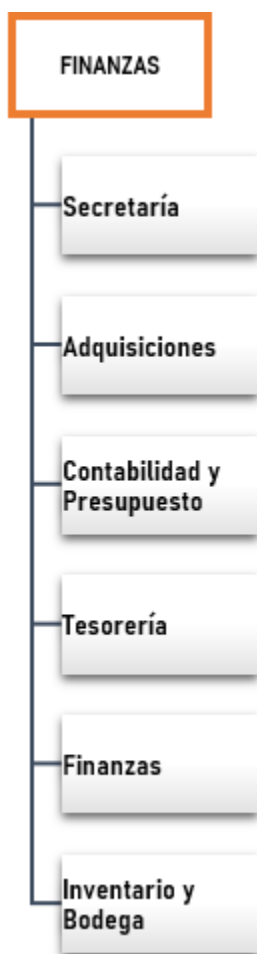 FINANZAS
Secretaría
Adquisiciones
Contabilidad y
Presupuesto
Tesorería
Finanzas
Inventario y
Bodega